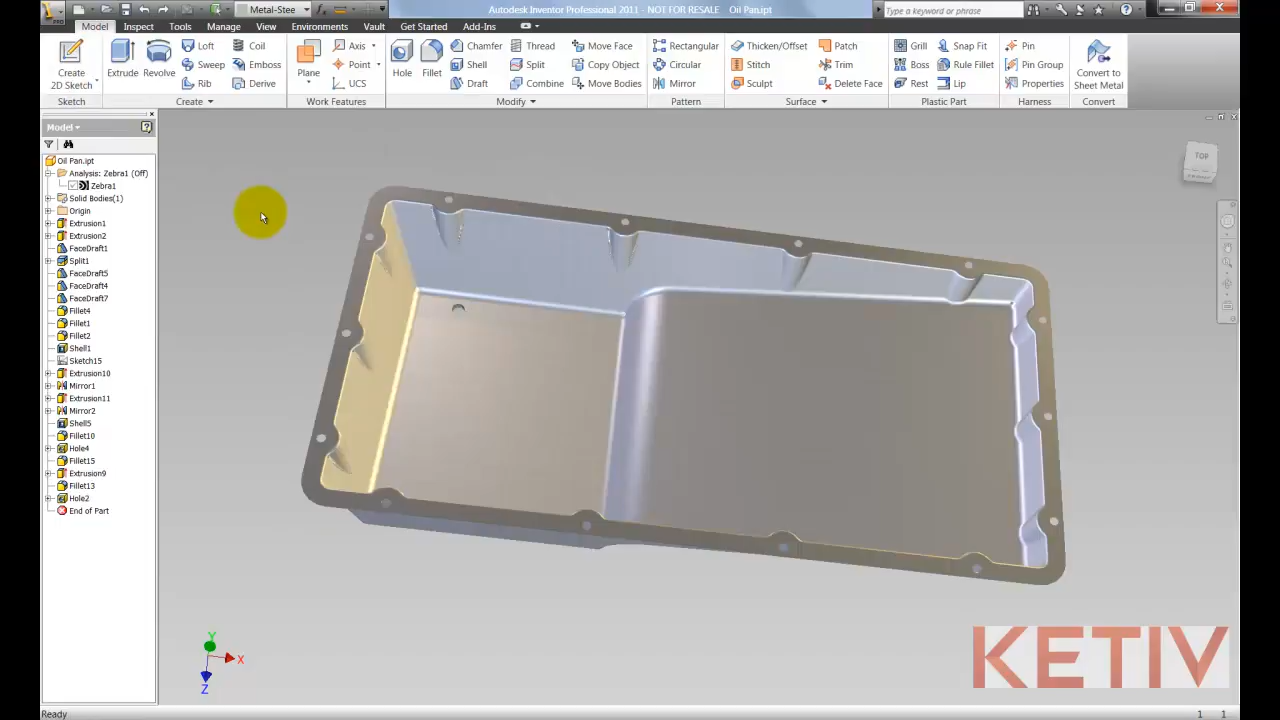 PRO
Metal-Stee
Autodesk Inventor Professional 2011 - NOT FOR RESALE Oil Pan.ipt
Type a keyword or phrase
Model Inspect Tools Manage View Environments Vault Get Started Add-Ins
Create
2D Sketch
Extrude
Revolve
Loft
Sweep
Rib
Coil
Emboss
Derive
Plane
Axis
Point
UCS
Hole
Fillet
Chamfer
Shell
Draft
Thread
Split
Combine
Move Face
Copy Object
Move Bodies
Rectangular
Circular
Mirror
Thicken/Offset
Stitch
Sculpt
Patch
Trim
Delete Face
Grill
Boss
Rest
Snap Fit
Rule Fillet
Lip
Pin
Pin Group
Properties
Convert to
Sheet Metal
Sketch Create Work Features Modify Pattern Surface Plastic Part Harness Convert
Model
Oil Pan.ipt
Analysis: Zebra1 (Off)
Zebra1
Solid Bodies(1)
Origin
Extrusion1
Extrusion2
FaceDraft1
Split1
FaceDraft5
FaceDraft4
FaceDraft7
Fillet4
Fillet1
Fillet2
Shell1
Sketch15
Extrusion10
Mirror1
Extrusion11
Mirror2
Shell5
Fillet10
Hole4
Fillet15
Extrusion9
Fillet13
Hole2
End of Part
TOP
Y
X
Z
KETIV
Ready 1 1